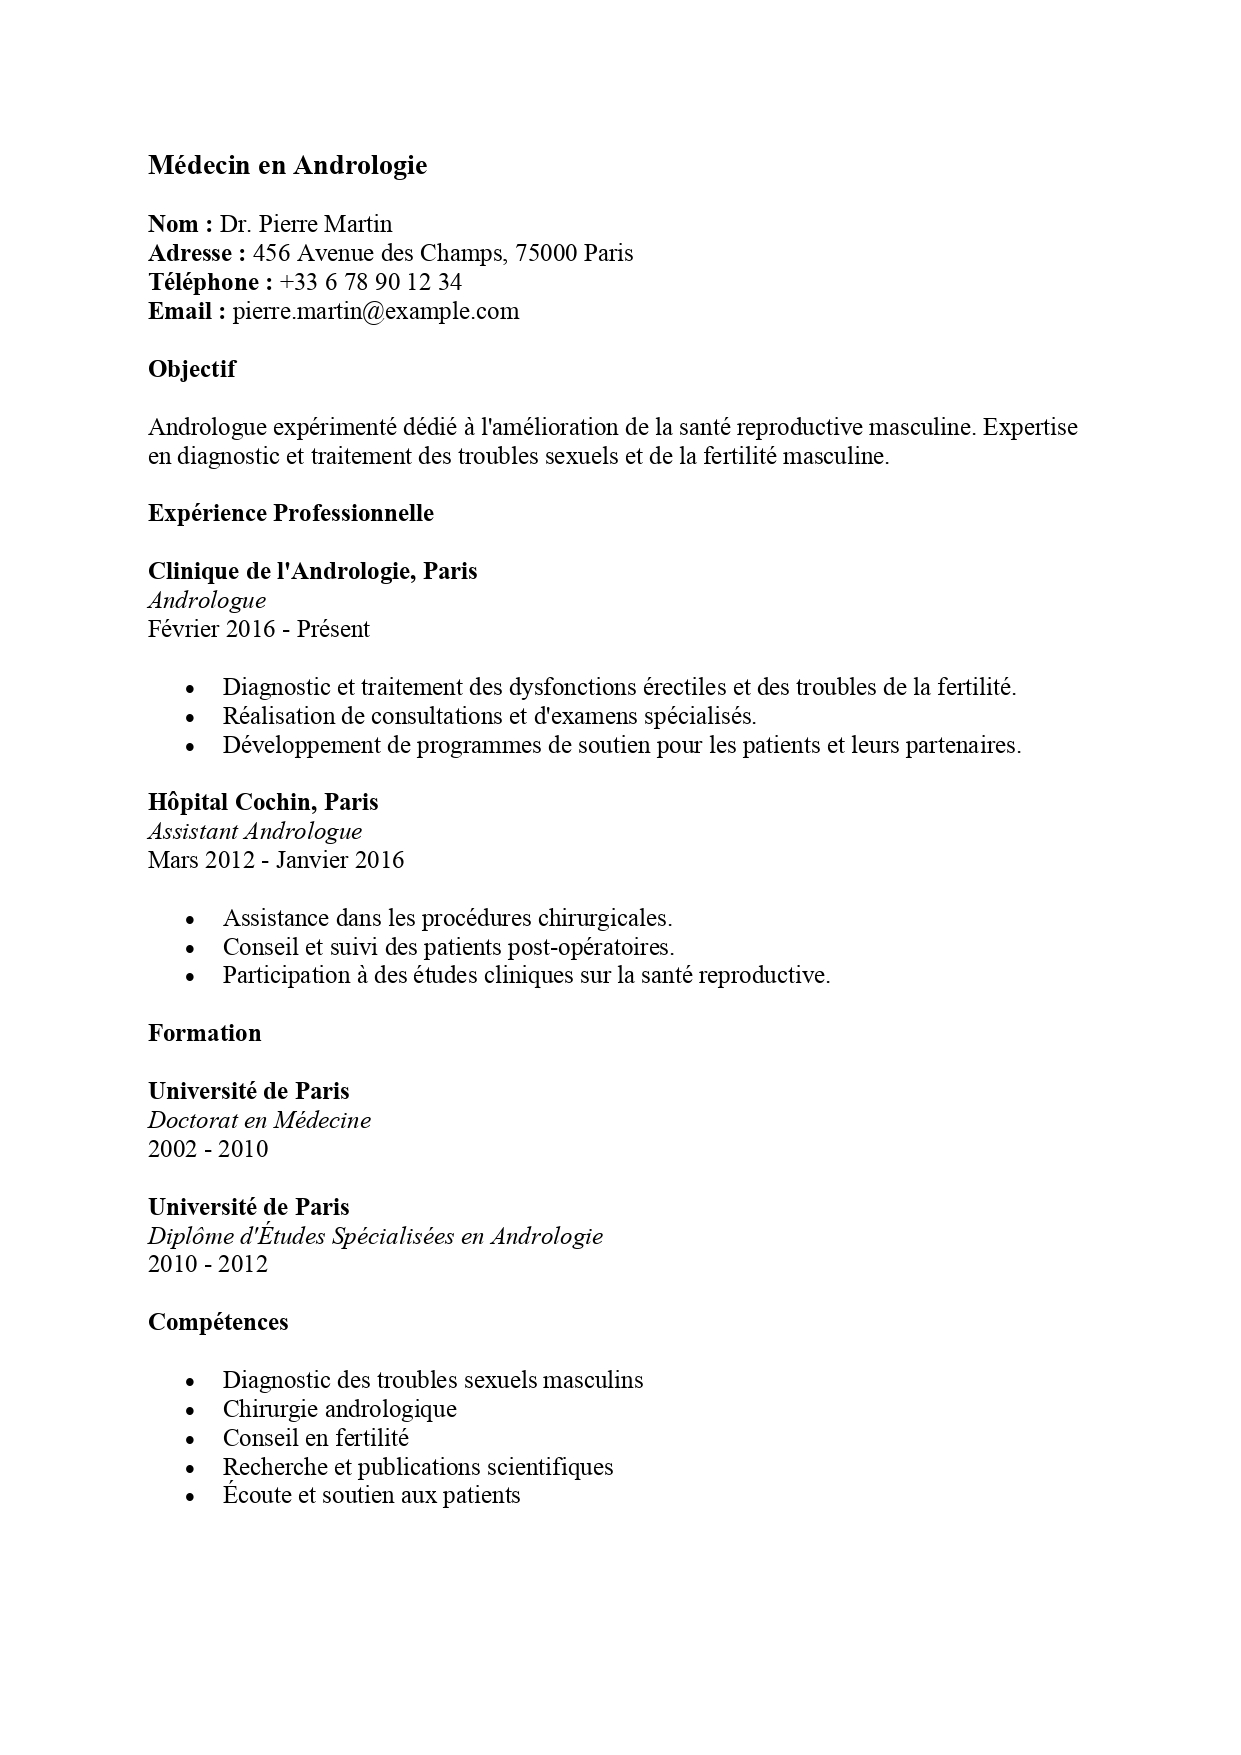 Médecin en Andrologie
Nom : Dr. Pierre Martin
Adresse : 456 Avenue des Champs, 75000 Paris
Téléphone : +33 6 78 90 12 34
Email : pierre.martin@example.com
Objectif
Andrologue expérimenté dédié à l'amélioration de la santé reproductive masculine. Expertise
en diagnostic et traitement des troubles sexuels et de la fertilité masculine.
Expérience Professionnelle
Clinique de l'Andrologie, Paris
Andrologue
Février 2016 - Présent
• Diagnostic et traitement des dysfonctions érectiles et des troubles de la fertilité.
• Réalisation de consultations et d'examens spécialisés.
• Développement de programmes de soutien pour les patients et leurs partenaires.
Hôpital Cochin, Paris
Assistant Andrologue
Mars 2012 - Janvier 2016
• Assistance dans les procédures chirurgicales.
• Conseil et suivi des patients post-opératoires.
• Participation à des études cliniques sur la santé reproductive.
Formation
Université de Paris
Doctorat en Médecine
2002 - 2010
Université de Paris
Diplôme d'Études Spécialisées en Andrologie
2010 - 2012
Compétences
• Diagnostic des troubles sexuels masculins
• Chirurgie andrologique
• Conseil en fertilité
• Recherche et publications scientifiques
• Écoute et soutien aux patients